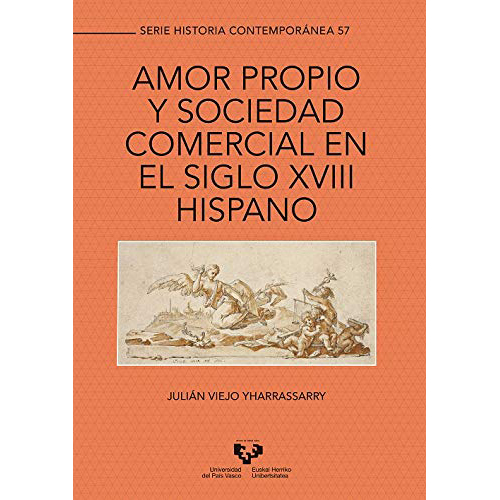 SERIE HISTORIA CONTEMPORÁNEA 57
AMOR PROPIO
Y SOCIEDAD
COMERCIAL EN
EL SIGLO XVIII
HISPANO
JULIÁN VIEJO YHARRASSARRY
Universidad
del País Vasco
Euskal Herriko
Unibertsitatea